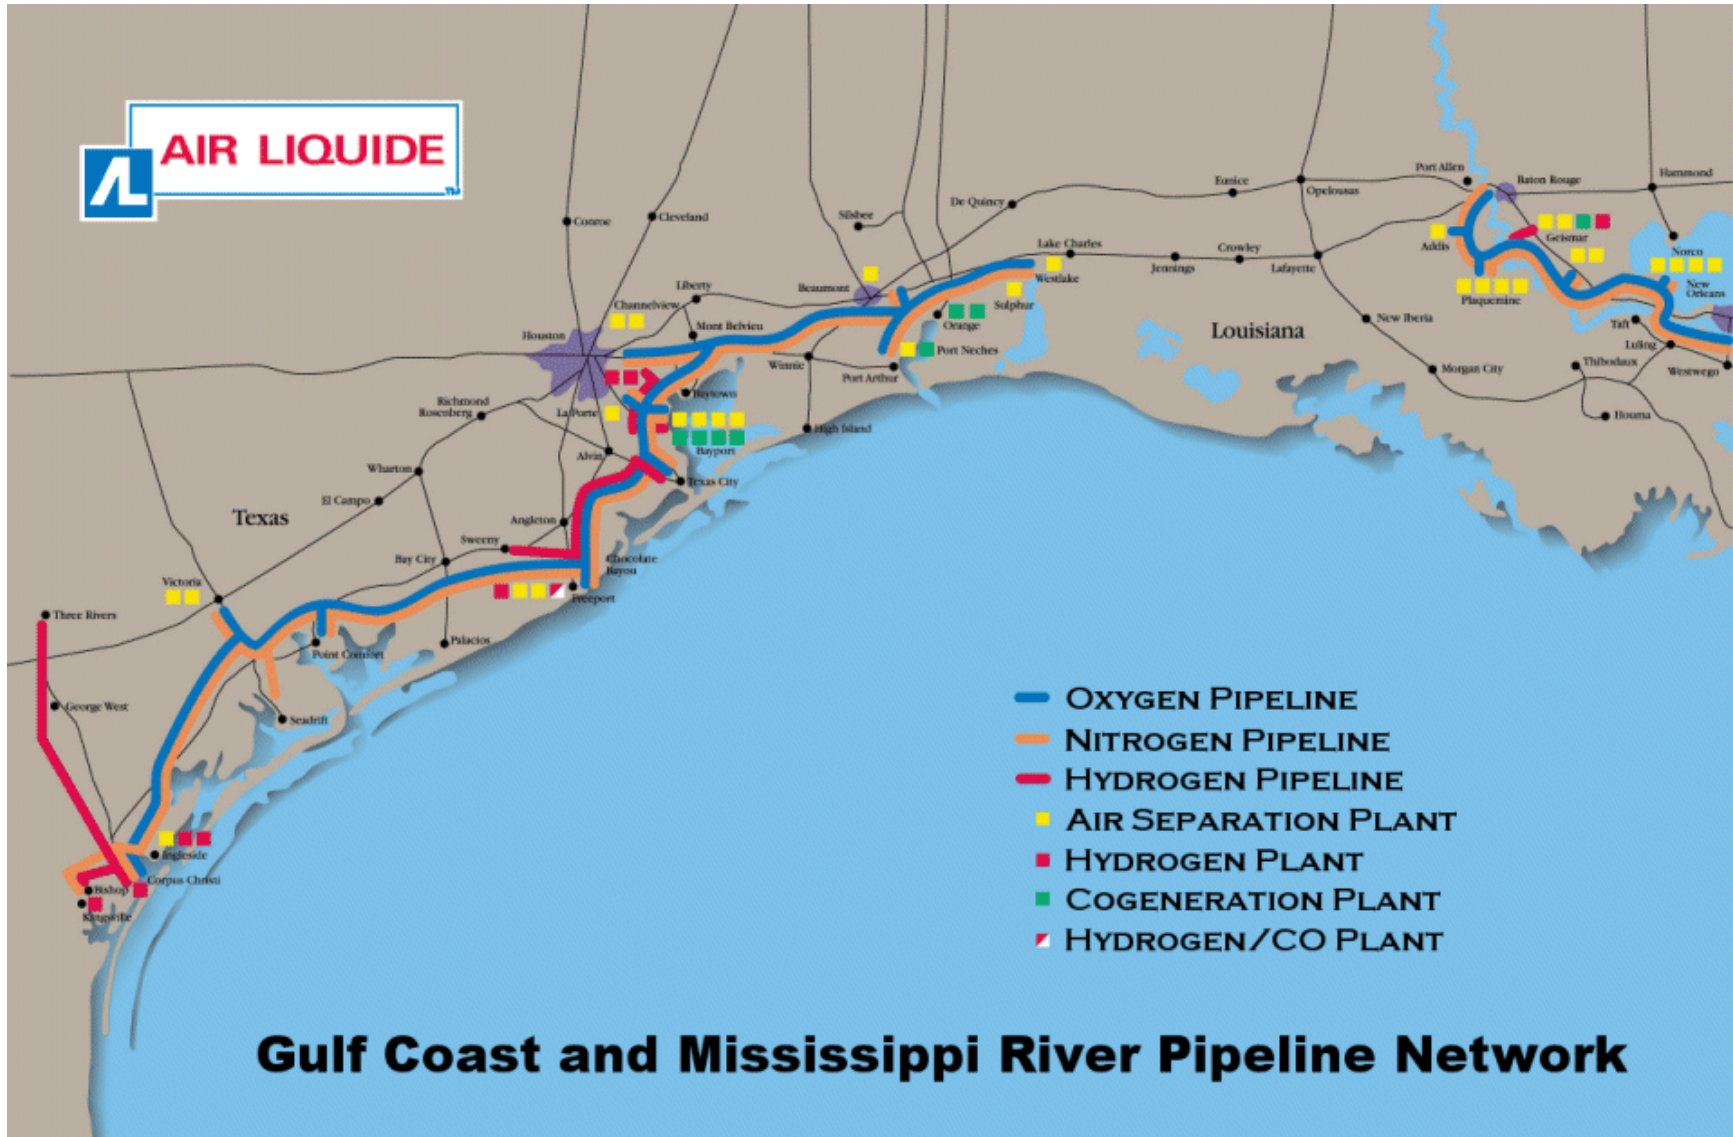 AIR LIQUIDE
AL
TM
Port Allen
Baton Rouge
Hammond
Eunice
Opelousas
De Quincy
Conroe
Cleveland
Silsbee
Lake Charles
Crowley
Addis
Geismar
Norco
Jennings
Lafayette
Westlake
Liberty
Beaumont
Sulphur
Plaquemine
New
Orleans
Channelview
Mont Belvieu
Orange
Louisiana
New Iberia
Taft
Houston
Port Neches
Luling
Winnie
Port Arthur
Morgan City
Thibodaux
Westwego
Baytown
Richmond
Rosenberg
La Porte
High Island
Houma
Bayport
Alvin
Wharton
Texas City
El Campo
Texas
Angleton
Sweeny
Bay City
Chocolate
Bayou
Victoria
Freeport
Three Rivers
Palacios
Point Comfort
George West
Seadrift
OXYGEN PIPELINE
NITROGEN PIPELINE
HYDROGEN PIPELINE
AIR SEPARATION PLANT
HYDROGEN PLANT
COGENERATION PLANT
HYDROGEN/CO PLANT
Ingleside
Corpus Christi
Bishop
Kingsville
Gulf Coast and Mississippi River Pipeline Network